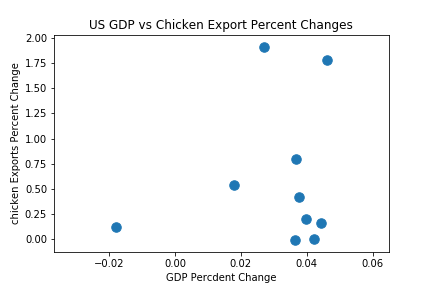 US GDP vs Chicken Export Percent Changes
chicken Exports Percent Change
2.00
1.75
1.50
1.25
1.00
0.75
0.50
0.25
0.00
−0.02 0.00 0.02 0.04 0.06
GDP Percdent Change